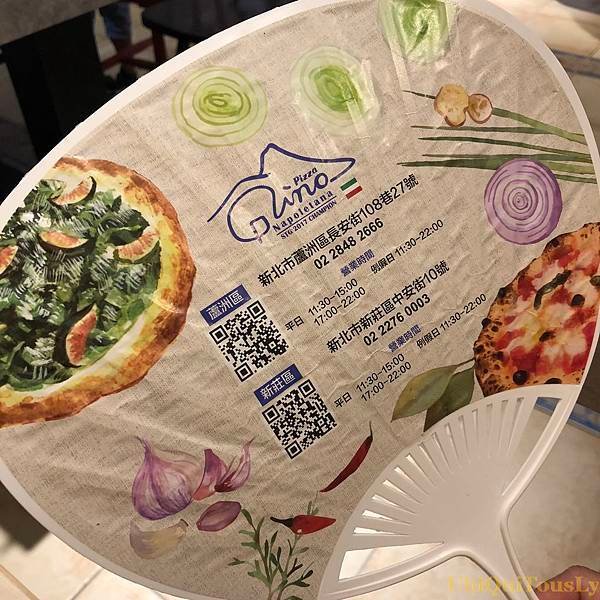 Pizza
Gino
Napoletana
STG 2017 CHAMPION
新北市蘆洲區長安街108巷27號
02 2848 2666
營業時間
蘆洲區
平日 11:30~15:00 例假日 11:30~22:00
17:00~22:00
新北市新莊區中安街10號
02 2276 0003
營業時間
新莊區
平日 11:30~15:00 例假日 11:30~22:00
17:00~22:00
UbiQuiTousLy